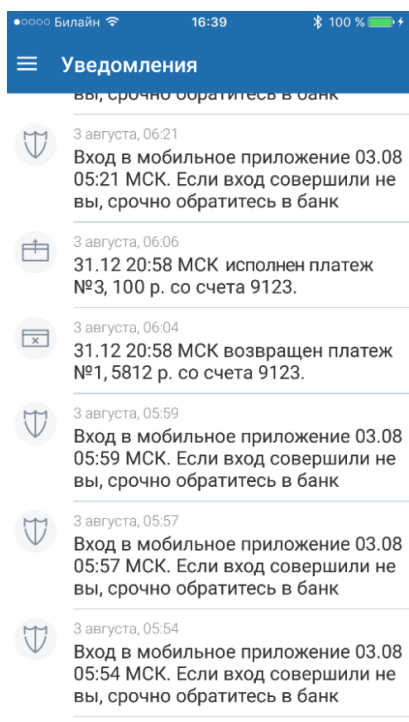 Билайн 16:39 100 %
Уведомления
вы, срочно обратитесь в банк
3 августа, 06:21
Вход в мобильное приложение 03.08
05:21 МСК. Если вход совершили не
вы, срочно обратитесь в банк
3 августа, 06:06
31.12 20:58 МСК исполнен платеж
№3, 100 р. со счета 9123.
3 августа, 06:04
31.12 20:58 МСК возвращен платеж
№1, 5812 р. со счета 9123.
3 августа, 05:59
Вход в мобильное приложение 03.08
05:59 МСК. Если вход совершили не
вы, срочно обратитесь в банк
3 августа, 05:57
Вход в мобильное приложение 03.08
05:57 МСК. Если вход совершили не
вы, срочно обратитесь в банк
3 августа, 05:54
Вход в мобильное приложение 03.08
05:54 МСК. Если вход совершили не
вы, срочно обратитесь в банк